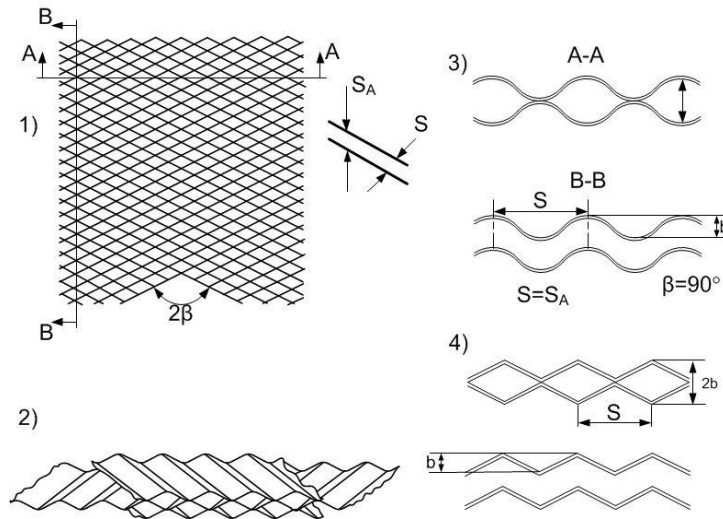 B
A A
S_A
S
1)
2β
B
2)
3)
A-A
B-B
S
b
S=S_A β=90°
4)
2b
S
b